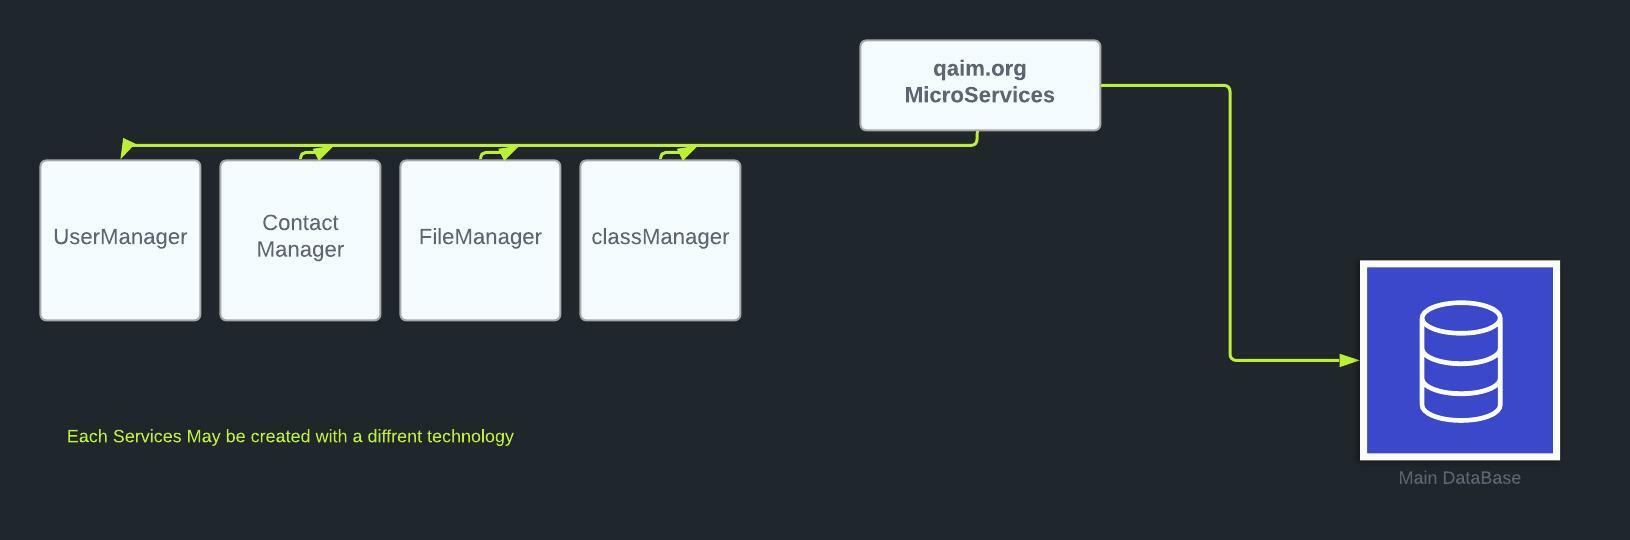 qaim.org
MicroServices
UserManager
Contact
Manager
FileManager
classManager
Each Services May be created with a diffrent technology
Main DataBase